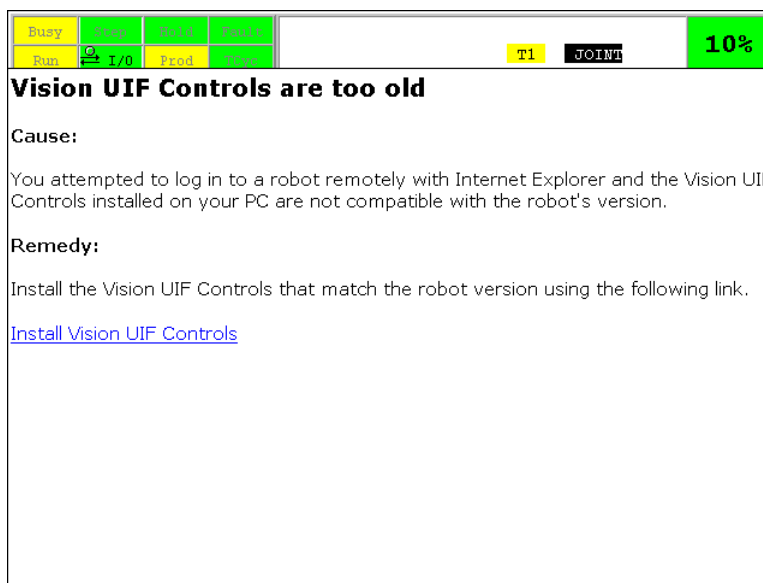 Busy Step Hold Fault
Run I/O Prod TCyc
T1 JOINT 10%
Vision UIF Controls are too old
Cause:
You attempted to log in to a robot remotely with Internet Explorer and the Vision UI
Controls installed on your PC are not compatible with the robot's version.
Remedy:
Install the Vision UIF Controls that match the robot version using the following link.
Install Vision UIF Controls